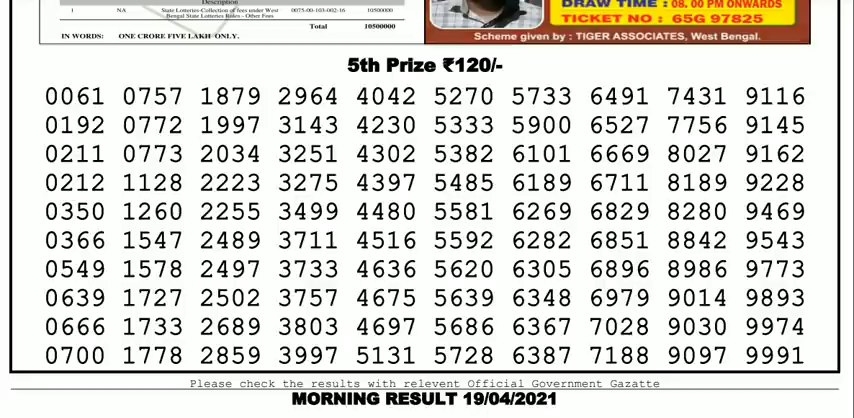 Description
1 NA State Lotteries-Collection of fees under West 0075-00-103-002-16 10500000
Bengal State Lotteries Rules - Other Fees
Total 10500000
IN WORDS: ONE CRORE FIVE LAKH ONLY.
DRAW TIME : 08. 00 PM ONWARDS
TICKET NO : 65G 97825
Scheme given by : TIGER ASSOCIATES, West Bengal.
5th Prize ₹120/-
0061 0757 1879 2964 4042 5270 5733 6491 7431 9116
0192 0772 1997 3143 4230 5333 5900 6527 7756 9145
0211 0773 2034 3251 4302 5382 6101 6669 8027 9162
0212 1128 2223 3275 4397 5485 6189 6711 8189 9228
0350 1260 2255 3499 4480 5581 6269 6829 8280 9469
0366 1547 2489 3711 4516 5592 6282 6851 8842 9543
0549 1578 2497 3733 4636 5620 6305 6896 8986 9773
0639 1727 2502 3757 4675 5639 6348 6979 9014 9893
0666 1733 2689 3803 4697 5686 6367 7028 9030 9974
0700 1778 2859 3997 5131 5728 6387 7188 9097 9991
Please check the results with relevent Official Government Gazatte
MORNING RESULT 19/04/2021